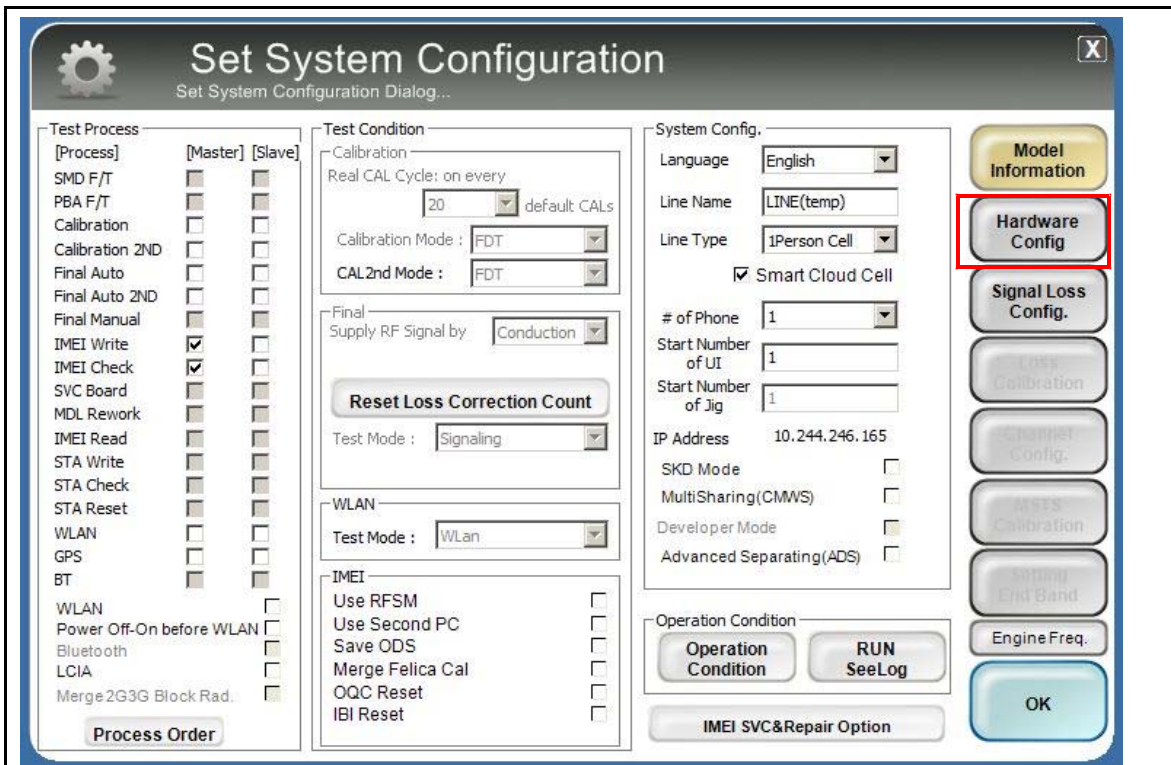 Set System Configuration
Set System Configuration Dialog...
X
Test Process
[Process] [Master] [Slave]
SMD F/T
PBA F/T
Calibration
Calibration 2ND
Final Auto
Final Auto 2ND
Final Manual
IMEI Write
IMEI Check
SVC Board
MDL Rework
IMEI Read
STA Write
STA Check
STA Reset
WLAN
GPS
BT
WLAN
Power Off-On before WLAN
Bluetooth
LCIA
Merge 2G3G Block Rad.
Process Order
Test Condition
Calibration
Real CAL Cycle: on every
20 default CALs
Calibration Mode : FDT
CAL2nd Mode : FDT
Final
Supply RF Signal by Conduction
Reset Loss Correction Count
Test Mode : Signaling
WLAN
Test Mode : WLan
IMEI
Use RFSM
Use Second PC
Save ODS
Merge Felica Cal
OQC Reset
IBI Reset
System Config.
Language English
Line Name LINE(temp)
Line Type 1Person Cell
Smart Cloud Cell
# of Phone 1
Start Number
of UI 1
Start Number
of Jig 1
IP Address 10.244.246.165
SKD Mode
MultiSharing(CMWS)
Developer Mode
Advanced Separating(ADS)
Operation Condition
Operation
Condition
RUN
SeeLog
IMEI SVC&Repair Option
Model
Information
Hardware
Config
Signal Loss
Config.
Loss
Calibration
Channel
Config.
MSTS
Calibration
Setting
End Band
Engine Freq.
OK